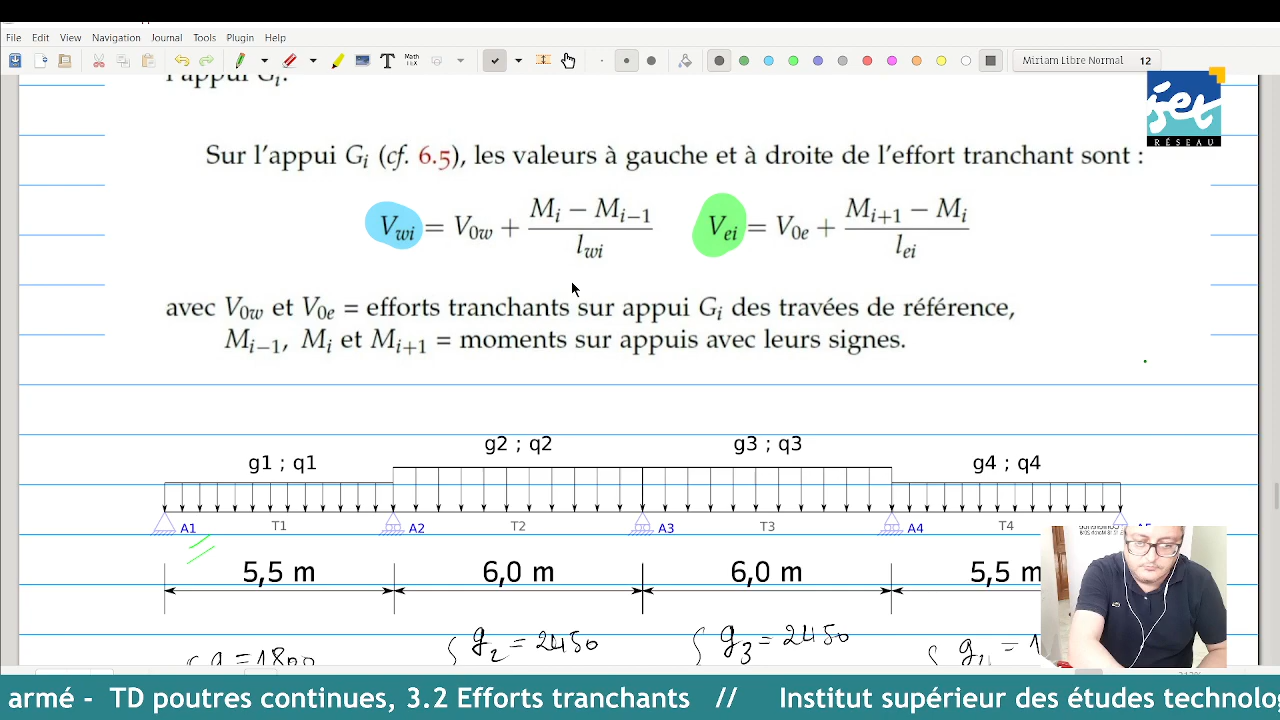 File Edit View Navigation Journal Tools Plugin Help
Math
Miriam Libre Normal 12
l'appui Gi.
iset
RÉSEAU
Sur l'appui Gi (cf. 6.5), les valeurs à gauche et à droite de l'effort tranchant sont :
Vwi = V0w + (Mi − Mi−1)/lwi Vei = V0e + (Mi+1 − Mi)/lei
avec V0w et V0e = efforts tranchants sur appui Gi des travées de référence,
Mi−1, Mi et Mi+1 = moments sur appuis avec leurs signes.
g1 ; q1 g2 ; q2 g3 ; q3 g4 ; q4
A1 T1 A2 T2 A3 T3 A4 T4
5,5 m 6,0 m 6,0 m 5,5 m
g2 = 2450 g3 = 2450
armé - TD poutres continues, 3.2 Efforts tranchants // Institut supérieur des études technolog